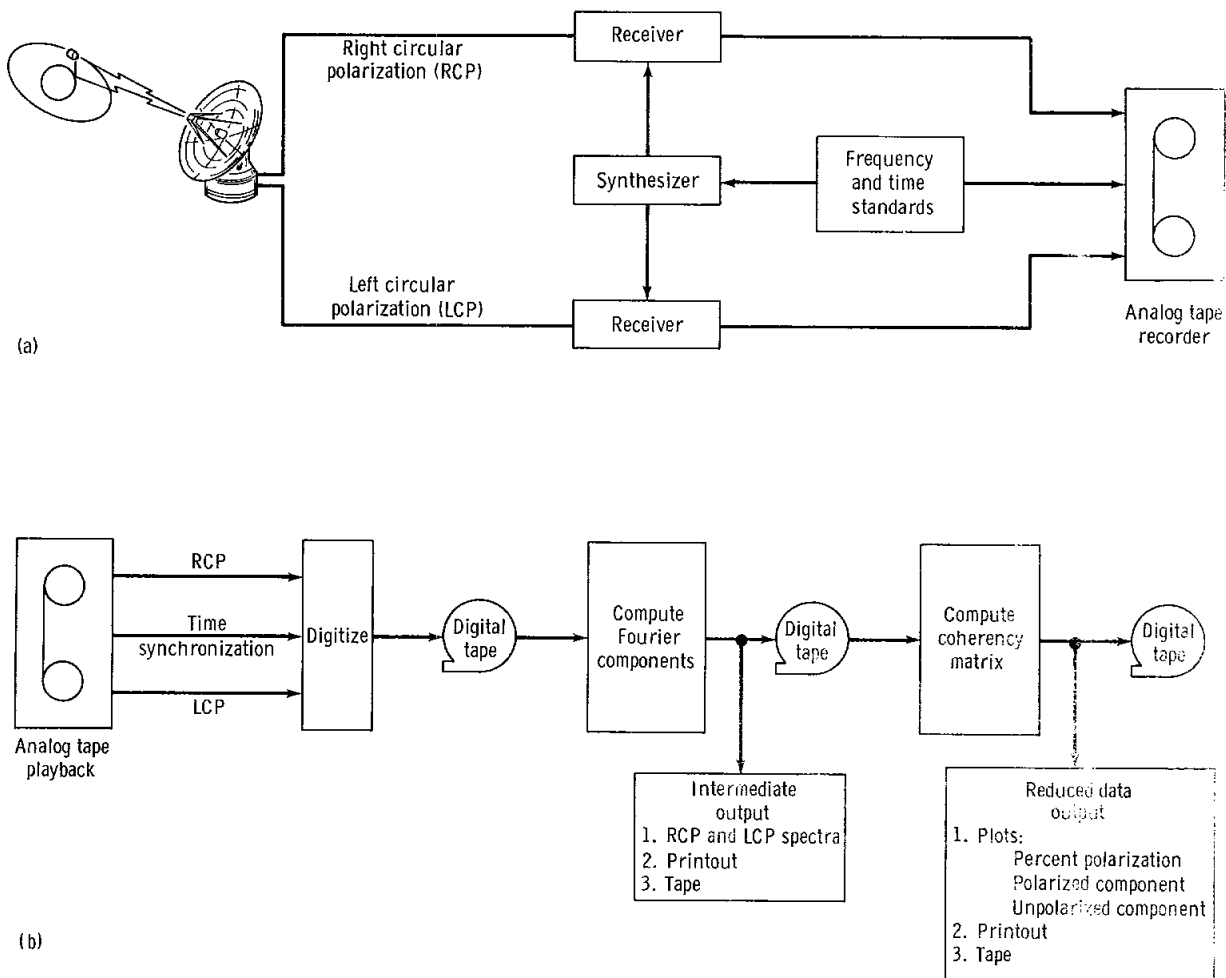 Right circular
polarization (RCP)
Receiver
Synthesizer
Frequency
and time
standards
Left circular
polarization (LCP)
Receiver
Analog tape
recorder
(a)
RCP
Time
synchronization
LCP
Analog tape
playback
Digitize
Digital
tape
Compute
Fourier
components
Digital
tape
Compute
coherency
matrix
Digital
tape
Intermediate
output
1. RCP and LCP spectra
2. Printout
3. Tape
Reduced data
output
1. Plots:
Percent polarization
Polarized component
Unpolarized component
2. Printout
3. Tape
(b)